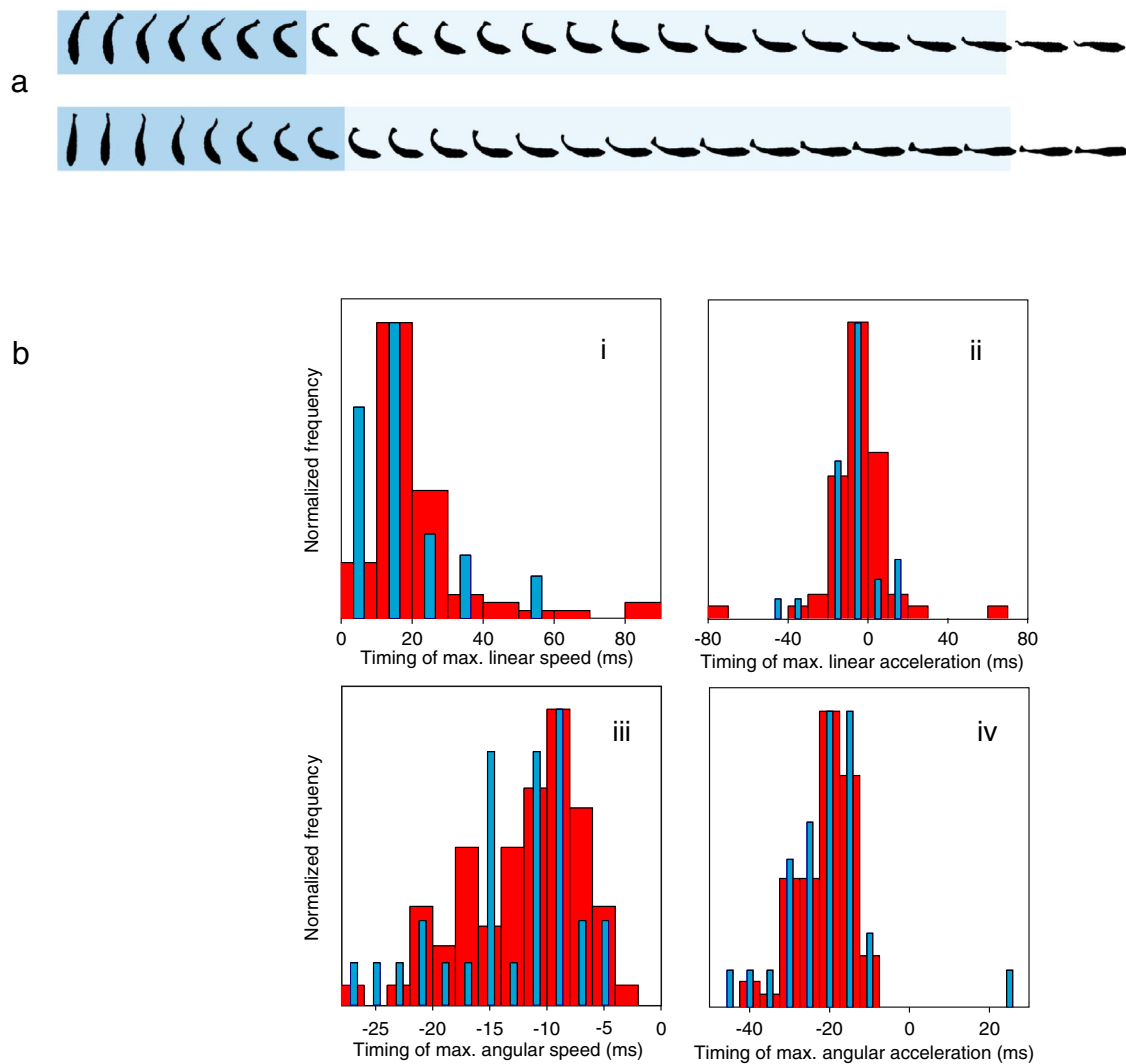 a
b
i
ii
Normalized frequency
0 20 40 60 80
-80 -40 0 40 80
Timing of max. linear speed (ms)
Timing of max. linear acceleration (ms)
iii
iv
Normalized frequency
-25 -20 -15 -10 -5 0
-40 -20 0 20
Timing of max. angular speed (ms)
Timing of max. angular acceleration (ms)